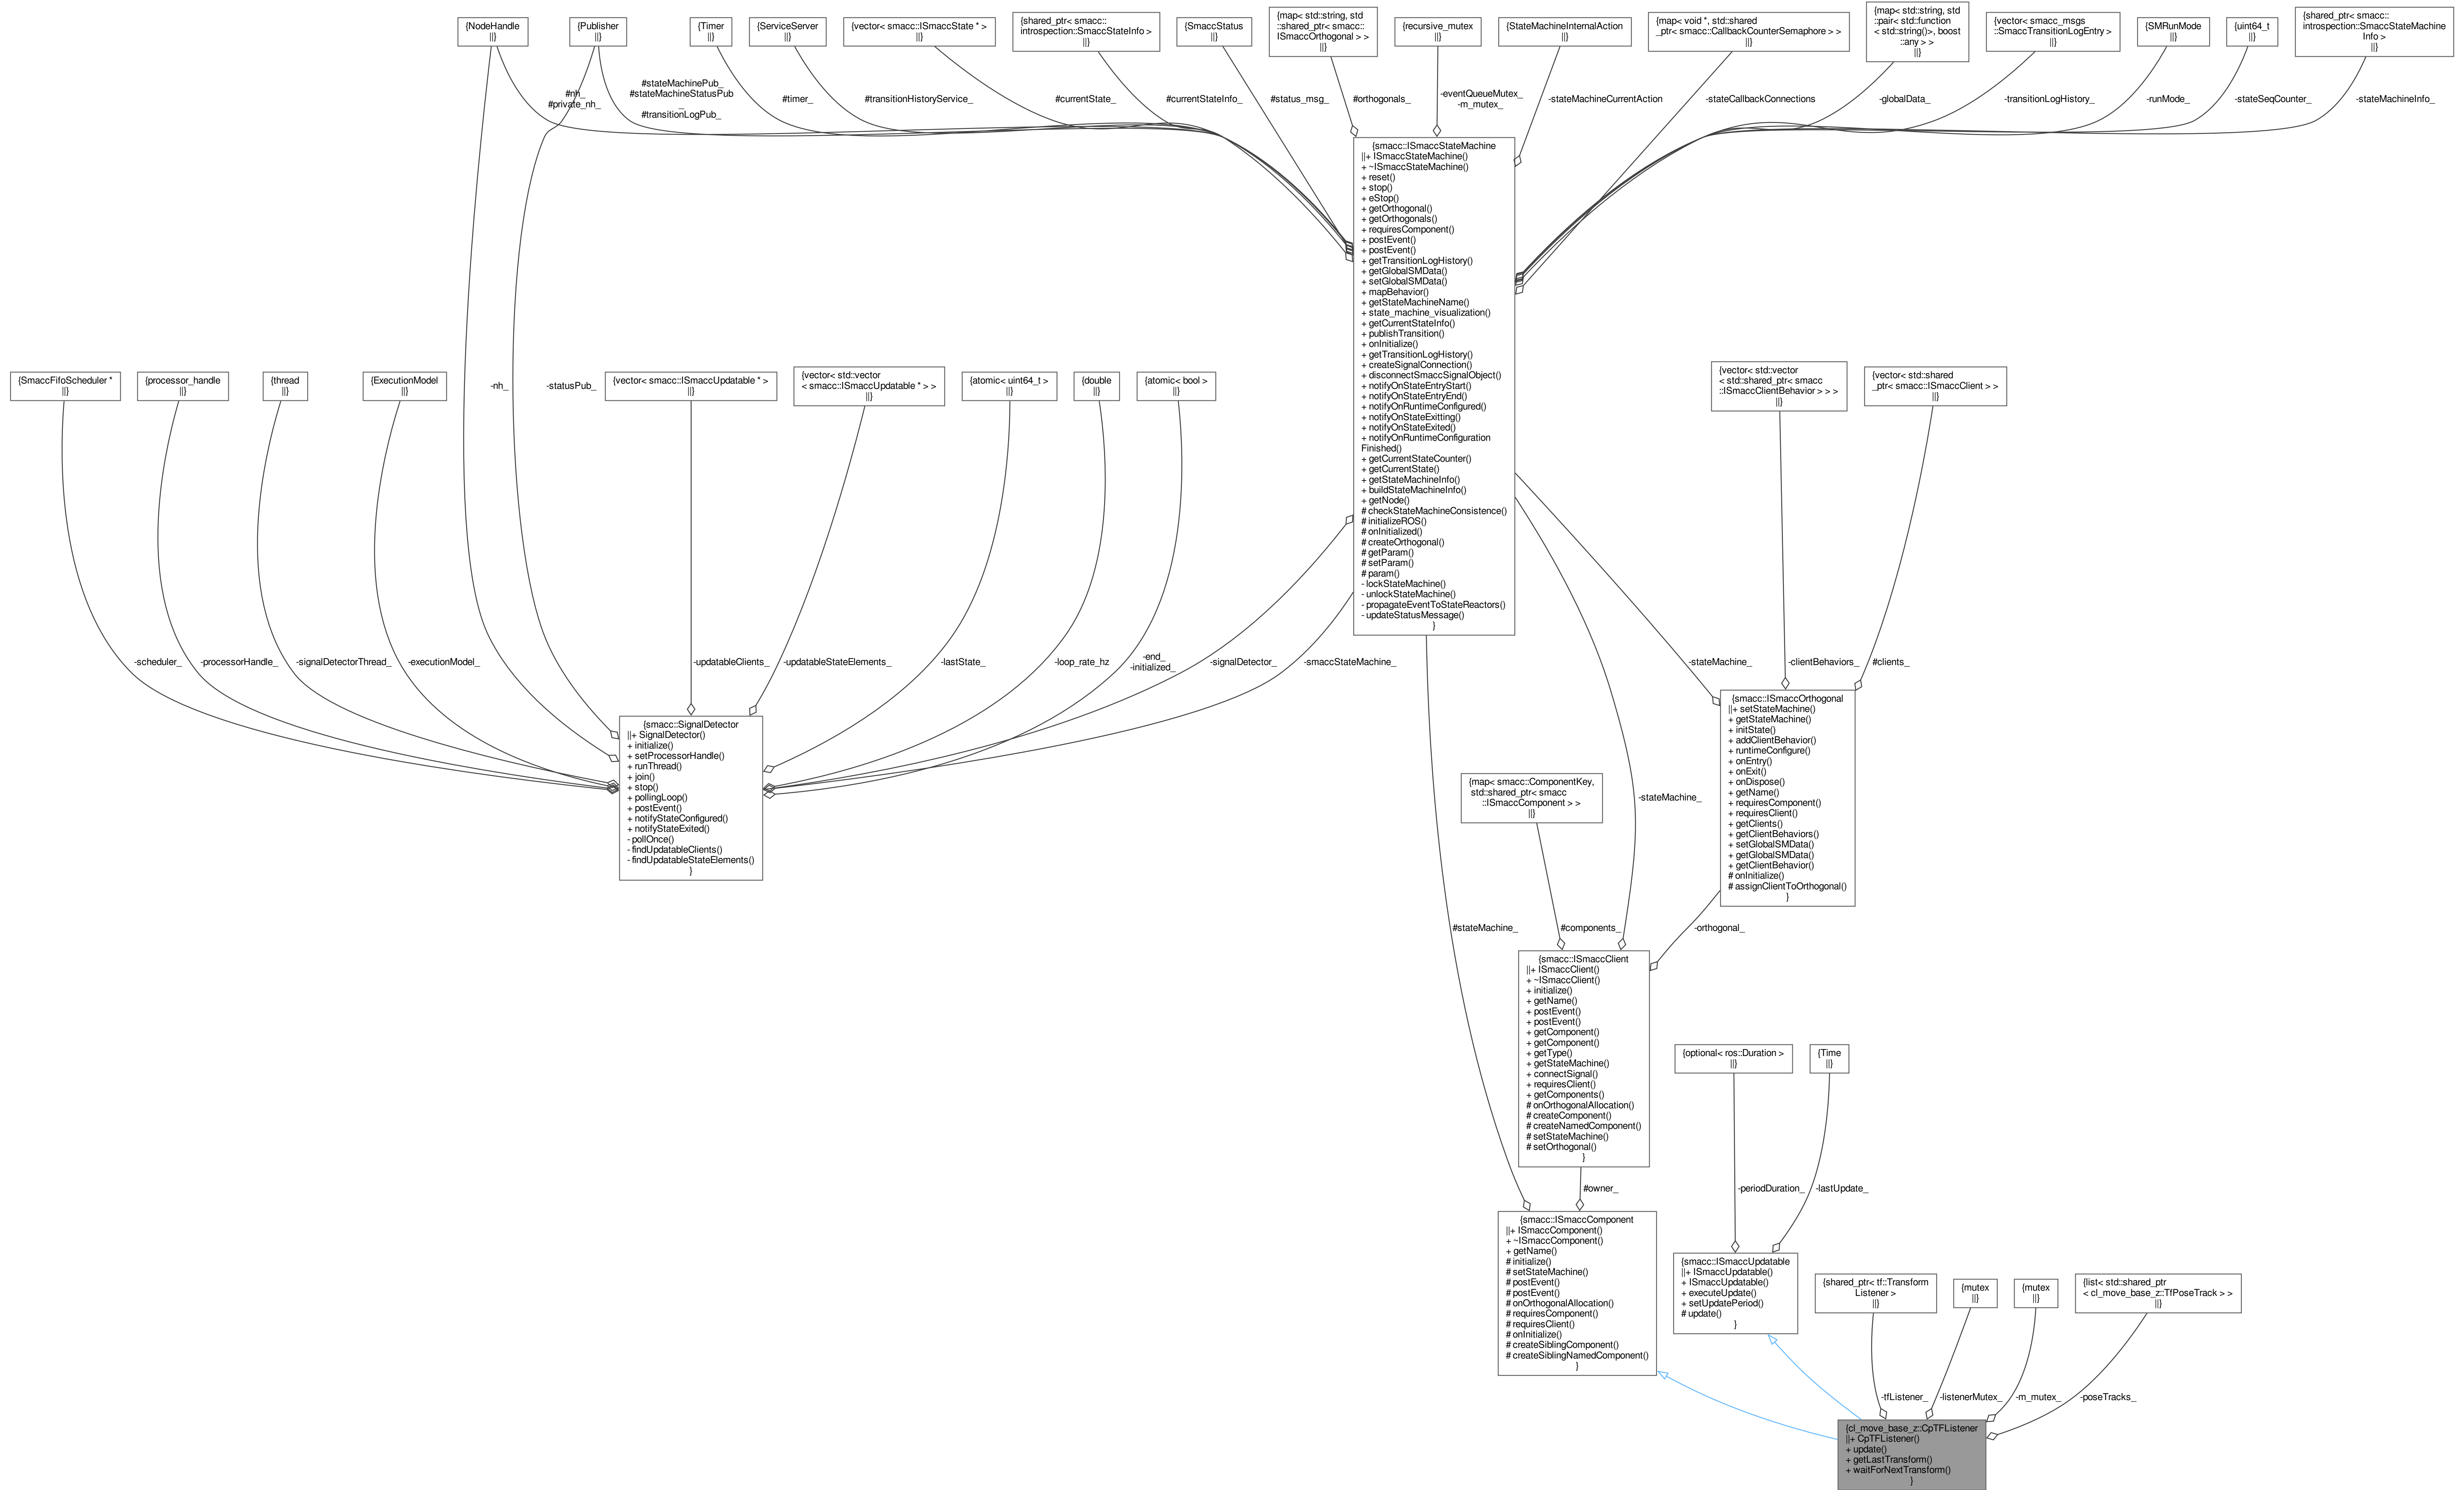 {NodeHandle
||}
{Publisher
||}
{Timer
||}
{ServiceServer
||}
{vector< smacc::ISmaccState * >
||}
{shared_ptr< smacc::
introspection::SmaccStateInfo >
||}
{SmaccStatus
||}
{map< std::string, std
::shared_ptr< smacc::
ISmaccOrthogonal > >
||}
{recursive_mutex
||}
{StateMachineInternalAction
||}
{map< void *, std::shared
_ptr< smacc::CallbackCounterSemaphore > >
||}
{map< std::string, std
::pair< std::function
< std::string()>, boost
::any > >
||}
{vector< smacc_msgs
::SmaccTransitionLogEntry >
||}
{SMRunMode
||}
{uint64_t
||}
{shared_ptr< smacc::
introspection::SmaccStateMachine
Info >
||}
#nh_
#private_nh_
#stateMachinePub_
#stateMachineStatusPub
_
#transitionLogPub_
#timer_
#transitionHistoryService_
#currentState_
#currentStateInfo_
#status_msg_
#orthogonals_
-eventQueueMutex_
-m_mutex_
-stateMachineCurrentAction
-stateCallbackConnections
-globalData_
-transitionLogHistory_
-runMode_
-stateSeqCounter_
-stateMachineInfo_
{smacc::ISmaccStateMachine
||+ ISmaccStateMachine()
+ ~ISmaccStateMachine()
+ reset()
+ stop()
+ eStop()
+ getOrthogonal()
+ getOrthogonals()
+ requiresComponent()
+ postEvent()
+ postEvent()
+ getTransitionLogHistory()
+ getGlobalSMData()
+ setGlobalSMData()
+ mapBehavior()
+ getStateMachineName()
+ state_machine_visualization()
+ getCurrentStateInfo()
+ publishTransition()
+ onInitialize()
+ getTransitionLogHistory()
+ createSignalConnection()
+ disconnectSmaccSignalObject()
+ notifyOnStateEntryStart()
+ notifyOnStateEntryEnd()
+ notifyOnRuntimeConfigured()
+ notifyOnStateExitting()
+ notifyOnStateExited()
+ notifyOnRuntimeConfiguration
Finished()
+ getCurrentStateCounter()
+ getCurrentState()
+ getStateMachineInfo()
+ buildStateMachineInfo()
+ getNode()
# checkStateMachineConsistence()
# initializeROS()
# onInitialized()
# createOrthogonal()
# getParam()
# setParam()
# param()
- lockStateMachine()
- unlockStateMachine()
- propagateEventToStateReactors()
- updateStatusMessage()
}
{SmaccFifoScheduler *
||}
{processor_handle
||}
{thread
||}
{ExecutionModel
||}
-nh_
-statusPub_
{vector< smacc::ISmaccUpdatable * >
||}
{vector< std::vector
< smacc::ISmaccUpdatable * > >
||}
{atomic< uint64_t >
||}
{double
||}
{atomic< bool >
||}
{vector< std::vector
< std::shared_ptr< smacc
::ISmaccClientBehavior > > >
||}
{vector< std::shared
_ptr< smacc::ISmaccClient > >
||}
-scheduler_
-processorHandle_
-signalDetectorThread_
-executionModel_
-updatableClients_
-updatableStateElements_
-lastState_
-loop_rate_hz
-end_
-initialized_
-signalDetector_
-smaccStateMachine_
-stateMachine_
-clientBehaviors_
#clients_
{smacc::SignalDetector
||+ SignalDetector()
+ initialize()
+ setProcessorHandle()
+ runThread()
+ join()
+ stop()
+ pollingLoop()
+ postEvent()
+ notifyStateConfigured()
+ notifyStateExited()
- pollOnce()
- findUpdatableClients()
- findUpdatableStateElements()
}
{smacc::ISmaccOrthogonal
||+ setStateMachine()
+ getStateMachine()
+ initState()
+ addClientBehavior()
+ runtimeConfigure()
+ onEntry()
+ onExit()
+ onDispose()
+ getName()
+ requiresComponent()
+ requiresClient()
+ getClients()
+ getClientBehaviors()
+ setGlobalSMData()
+ getGlobalSMData()
+ getClientBehavior()
# onInitialize()
# assignClientToOrthogonal()
}
{map< smacc::ComponentKey,
std::shared_ptr< smacc
::ISmaccComponent > >
||}
-stateMachine_
#stateMachine_
#components_
-orthogonal_
{smacc::ISmaccClient
||+ ISmaccClient()
+ ~ISmaccClient()
+ initialize()
+ getName()
+ postEvent()
+ postEvent()
+ getComponent()
+ getComponent()
+ getType()
+ getStateMachine()
+ connectSignal()
+ requiresClient()
+ getComponents()
# onOrthogonalAllocation()
# createComponent()
# createNamedComponent()
# setStateMachine()
# setOrthogonal()
}
{optional< ros::Duration >
||}
{Time
||}
#owner_
-periodDuration_
-lastUpdate_
{smacc::ISmaccComponent
||+ ISmaccComponent()
+ ~ISmaccComponent()
+ getName()
# initialize()
# setStateMachine()
# postEvent()
# postEvent()
# onOrthogonalAllocation()
# requiresComponent()
# requiresClient()
# onInitialize()
# createSiblingComponent()
# createSiblingNamedComponent()
}
{smacc::ISmaccUpdatable
||+ ISmaccUpdatable()
+ ISmaccUpdatable()
+ executeUpdate()
+ setUpdatePeriod()
# update()
}
{shared_ptr< tf::Transform
Listener >
||}
{mutex
||}
{mutex
||}
{list< std::shared_ptr
< cl_move_base_z::TfPoseTrack > >
||}
-tfListener_
-listenerMutex_
-m_mutex_
-poseTracks_
{cl_move_base_z::CpTFListener
||+ CpTFListener()
+ update()
+ getLastTransform()
+ waitForNextTransform()
}